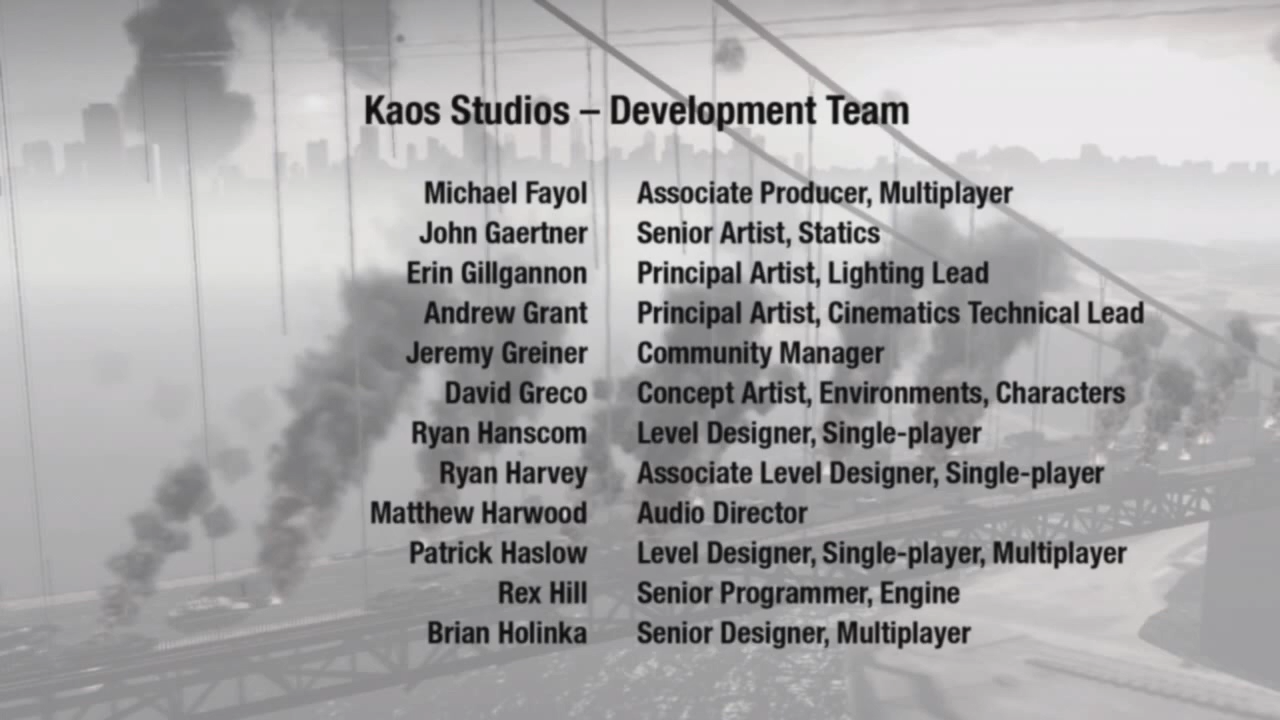 Kaos Studios – Development Team
Michael Fayol Associate Producer, Multiplayer
John Gaertner Senior Artist, Statics
Erin Gillgannon Principal Artist, Lighting Lead
Andrew Grant Principal Artist, Cinematics Technical Lead
Jeremy Greiner Community Manager
David Greco Concept Artist, Environments, Characters
Ryan Hanscom Level Designer, Single-player
Ryan Harvey Associate Level Designer, Single-player
Matthew Harwood Audio Director
Patrick Haslow Level Designer, Single-player, Multiplayer
Rex Hill Senior Programmer, Engine
Brian Holinka Senior Designer, Multiplayer